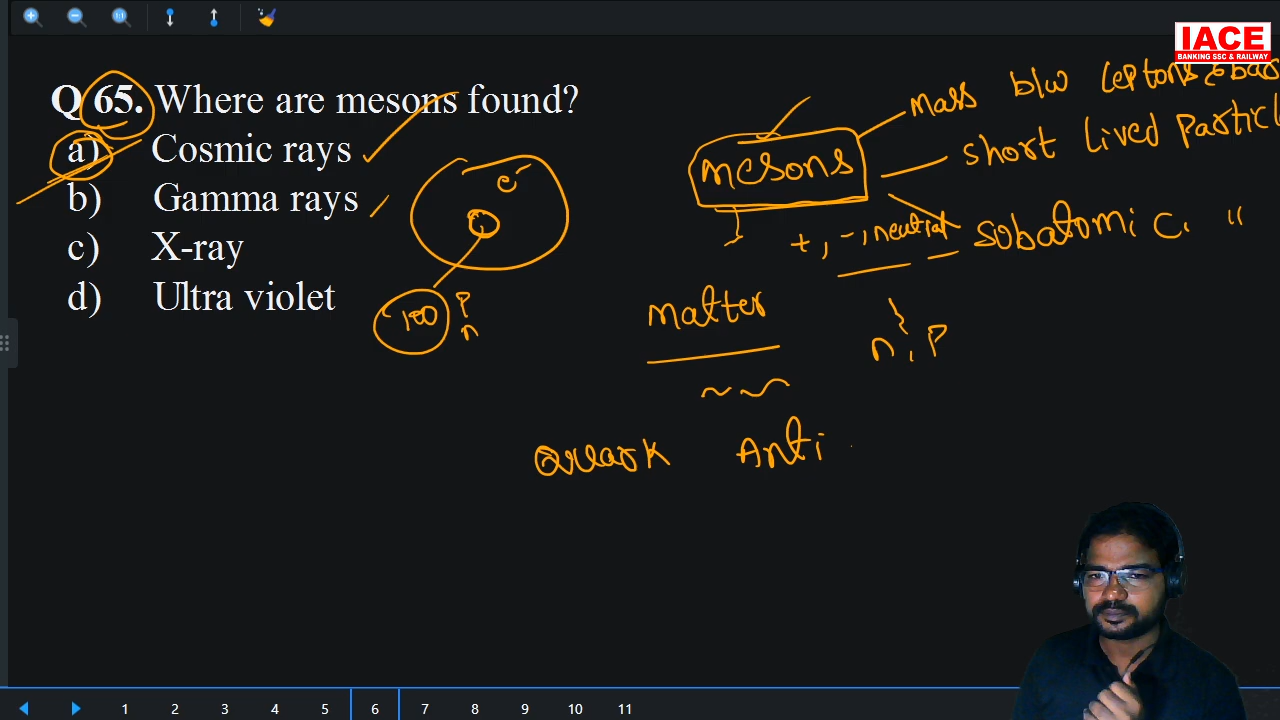 IACE
BANKING SSC & RAILWAY
Q 65. Where are mesons found?
a) Cosmic rays
b) Gamma rays
c) X-ray
d) Ultra violet
mesons
mass b/w leptons & bar
short lived particl
+, -, neutral
subatomic c. "
e-
100
P
n
matter
n, P
Quark Anti
1 2 3 4 5 6 7 8 9 10 11